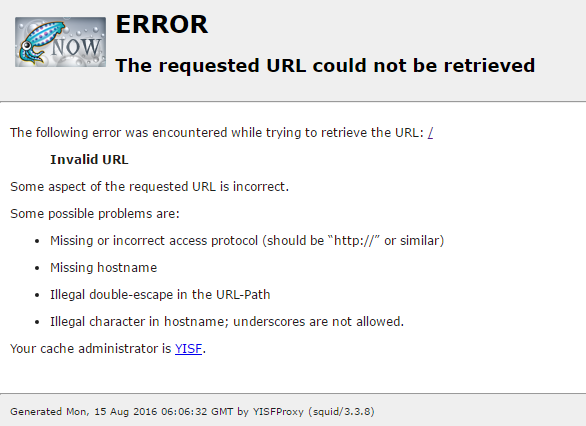 NOW
ERROR
The requested URL could not be retrieved
The following error was encountered while trying to retrieve the URL: /
Invalid URL
Some aspect of the requested URL is incorrect.
Some possible problems are:
• Missing or incorrect access protocol (should be “http://” or similar)
• Missing hostname
• Illegal double-escape in the URL-Path
• Illegal character in hostname; underscores are not allowed.
Your cache administrator is YISF.
Generated Mon, 15 Aug 2016 06:06:32 GMT by YISFProxy (squid/3.3.8)